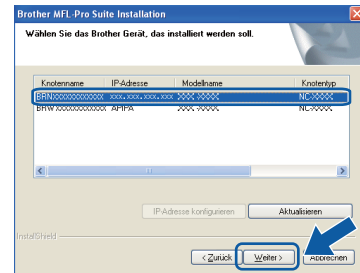 Brother MFL-Pro Suite Installation
Wählen Sie das Brother Gerät, das installiert werden soll.
Knotenname IP-Adresse Modellname Knotentyp
BRNXXXXXXXXXXXX xxx.xxx.xxx.xxx XXX-XXXX NC-XXXX
BRWXXXXXXXXXXXX APIPA XXX-XXXX NC-XXXX
IP-Adresse konfigurieren Aktualisieren
InstallShield
< Zurück Weiter > Abbrechen